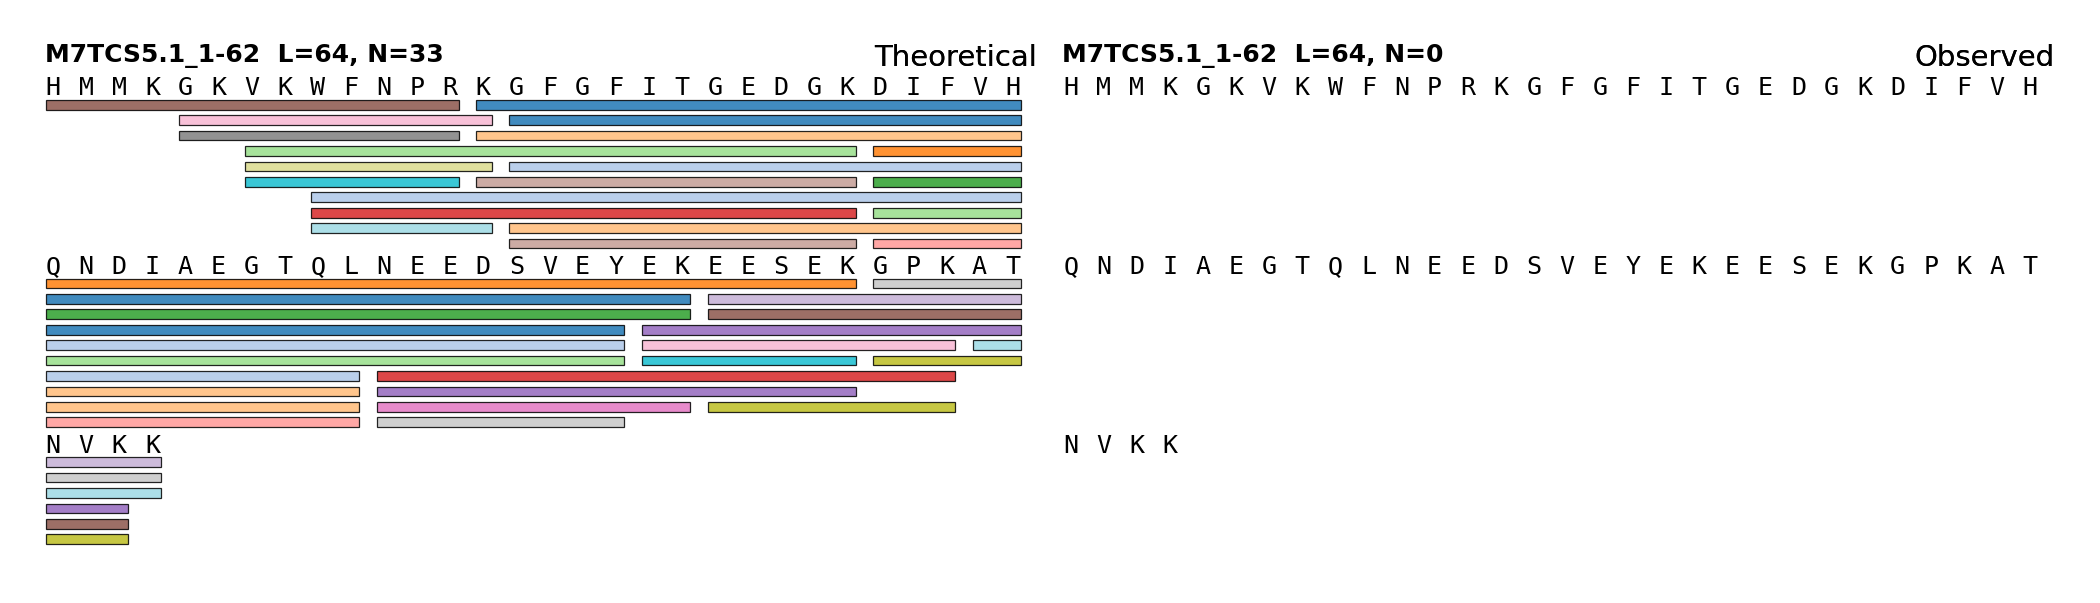 M7TCS5.1_1-62 L=64, N=33 Theoretical
H M M K G K V K W F N P R K G F G F I T G E D G K D I F V H
Q N D I A E G T Q L N E E D S V E Y E K E E S E K G P K A T
N V K K
M7TCS5.1_1-62 L=64, N=0 Observed
H M M K G K V K W F N P R K G F G F I T G E D G K D I F V H
Q N D I A E G T Q L N E E D S V E Y E K E E S E K G P K A T
N V K K